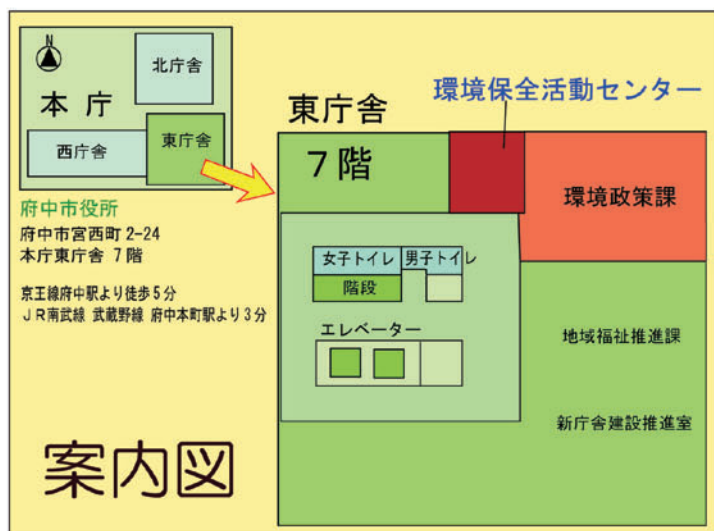 N
北庁舎
本庁
西庁舎
東庁舎
府中市役所
府中市宮西町2-24
本庁東庁舎 7階
京王線府中駅より徒歩5分
JR南武線 武蔵野線 府中本町駅より3分
案内図
東庁舎
環境保全活動センター
7階
環境政策課
女子トイレ
男子トイレ
階段
エレベーター
地域福祉推進課
新庁舎建設推進室